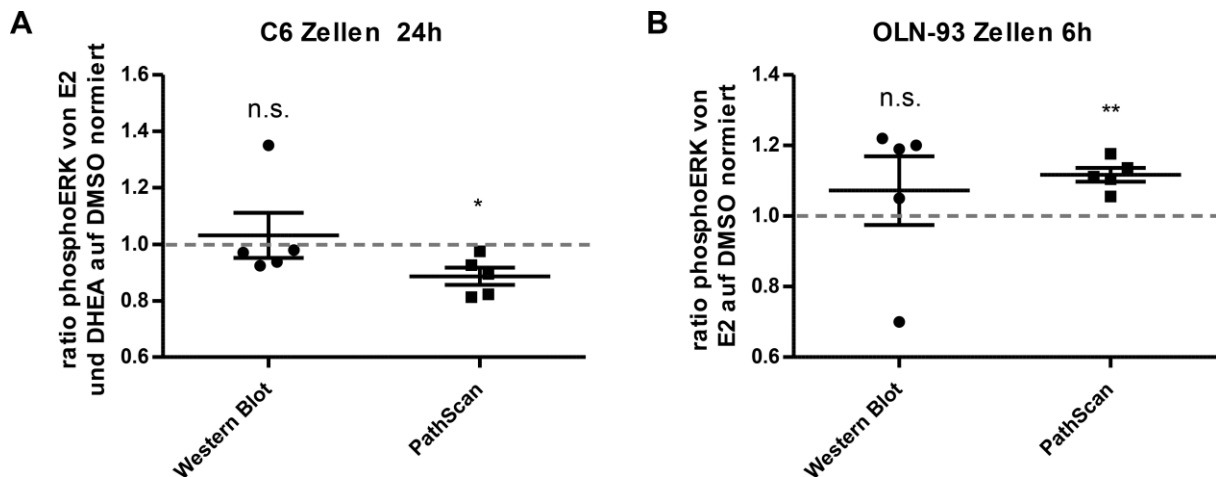 A
C6 Zellen 24h
ratio phosphoERK von E2
und DHEA auf DMSO normiert
1.6
1.4
1.2
1.0
0.8
0.6
n.s.
*
Western Blot
PathScan
B
OLN-93 Zellen 6h
ratio phosphoERK von
E2 auf DMSO normiert
1.4
1.2
1.0
0.8
0.6
n.s.
**
Western Blot
PathScan